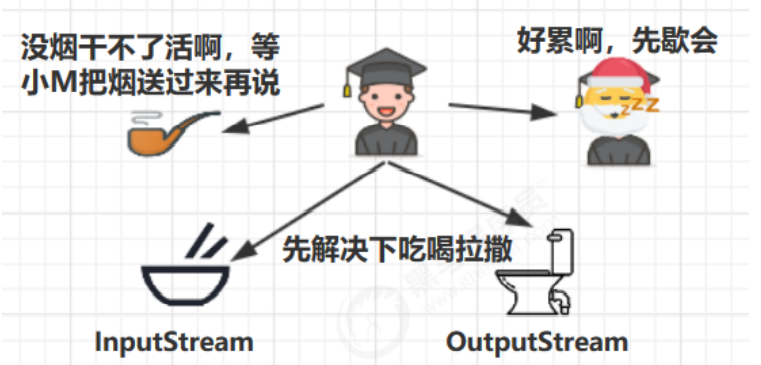 没烟干不了活啊，等
小M把烟送过来再说
好累啊，先歇会
zZZ
先解决下吃喝拉撒
InputStream
OutputStream